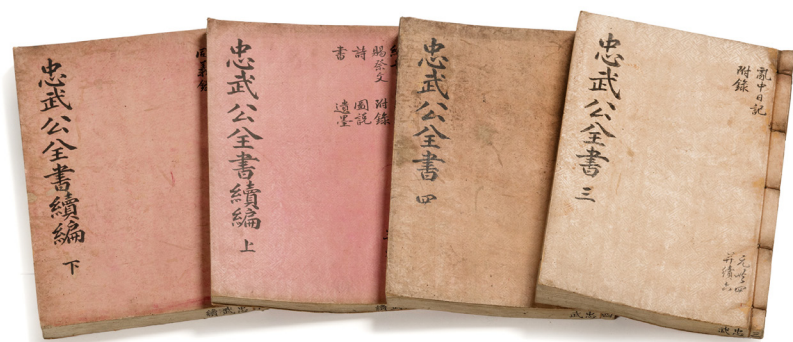 忠武公全書續編 下
忠武公全書續編 上
賜祭文 附錄
詩 圖說
書 遺墨
忠武公全書 四
忠武公全書 三
亂中日記
附錄